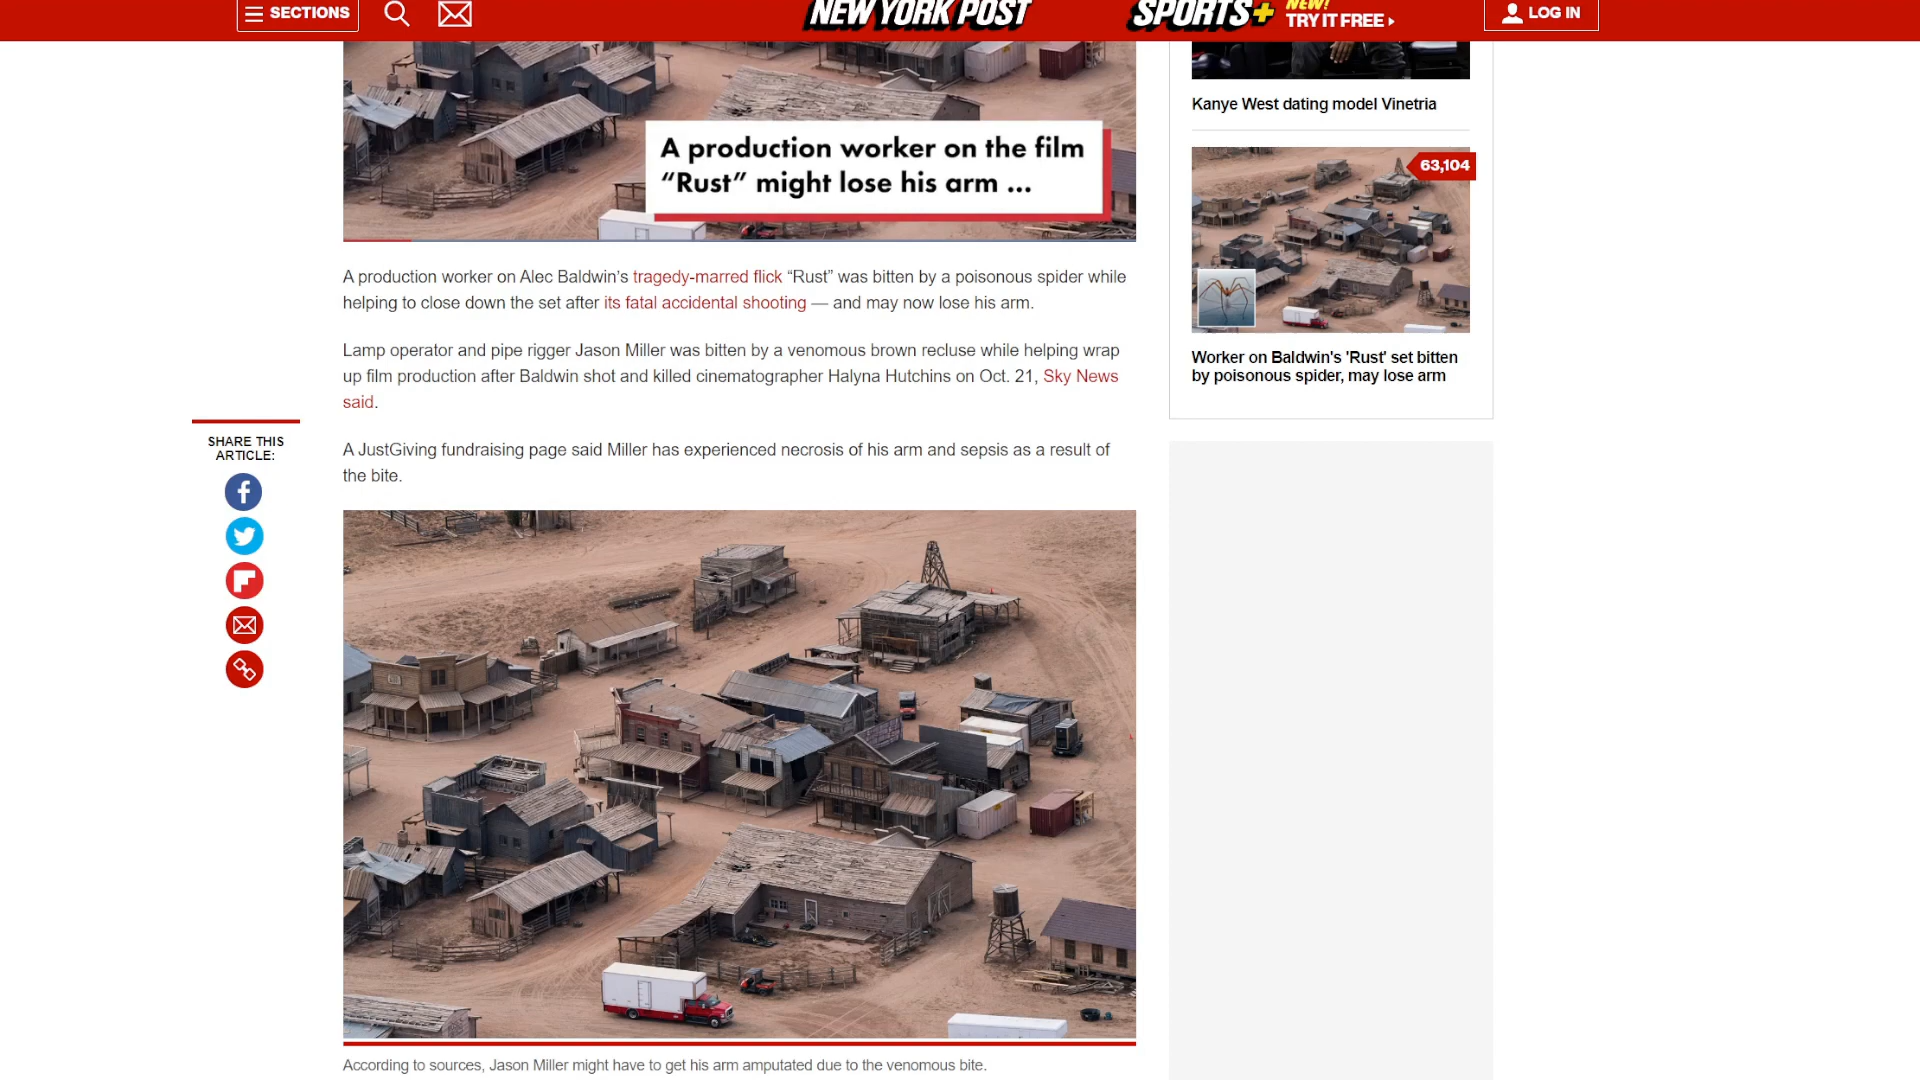 SECTIONS
NEW YORK POST
SPORTS+
NEW!
TRY IT FREE
LOG IN
A production worker on the film
“Rust” might lose his arm ...
A production worker on Alec Baldwin’s tragedy-marred flick “Rust” was bitten by a poisonous spider while
helping to close down the set after its fatal accidental shooting — and may now lose his arm.
Lamp operator and pipe rigger Jason Miller was bitten by a venomous brown recluse while helping wrap
up film production after Baldwin shot and killed cinematographer Halyna Hutchins on Oct. 21, Sky News
said.
A JustGiving fundraising page said Miller has experienced necrosis of his arm and sepsis as a result of
the bite.
SHARE THIS
ARTICLE:
According to sources, Jason Miller might have to get his arm amputated due to the venomous bite.
Kanye West dating model Vinetria
63,104
Worker on Baldwin's 'Rust' set bitten
by poisonous spider, may lose arm